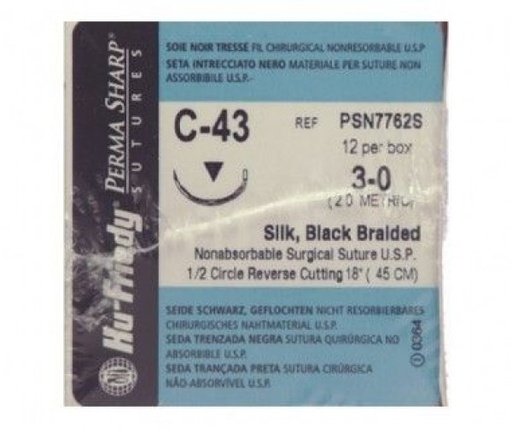 Hu-Friedy® PERMA SHARP®
SUTURES
SOIE NOIR TRESSE FIL CHIRURGICAL NONRESORBABLE U.S.P
SETA INTRECCIATO NERO MATERIALE PER SUTURE NON
ASSORBIBILE U.S.P.-
C-43
REF PSN7762S
12 per box
3-0
(2.0 METRIC)
Silk, Black Braided
Nonabsorbable Surgical Suture U.S.P.
1/2 Circle Reverse Cutting 18" ( 45 CM)
SEIDE SCHWARZ, GEFLOCHTEN NICHT RESORBIERBARES
CHIRURGISCHES NAHTMATERIAL U.S.P.
SEDA TRENZADA NEGRA SUTURA QUIRÚRGICA NO
ABSORBIBLE U.S.P.
SEDA TRANÇADA PRETA SUTURA CIRÚRGICA
NÃO-ABSORVÍVEL U.S.P.
0364